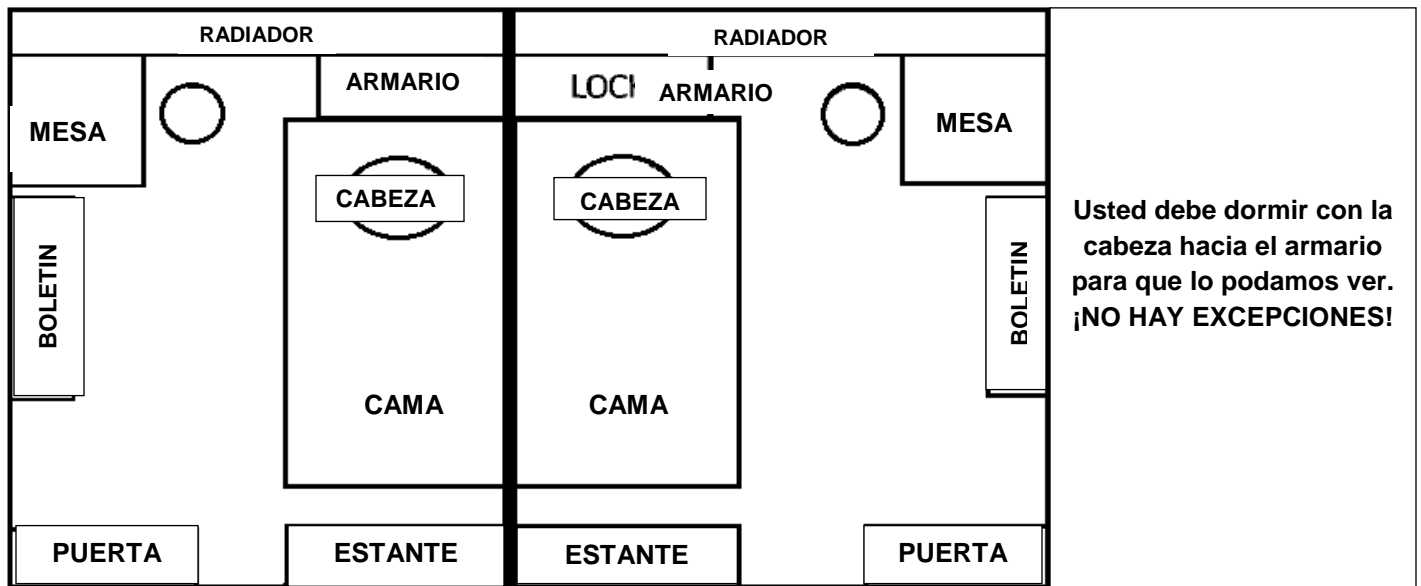 RADIADOR
RADIADOR
ARMARIO
LOC
ARMARIO
MESA
MESA
CABEZA
CABEZA
BOLETIN
BOLETIN
Usted debe dormir con la
cabeza hacia el armario
para que lo podamos ver.
¡NO HAY EXCEPCIONES!
CAMA
CAMA
PUERTA
ESTANTE
ESTANTE
PUERTA